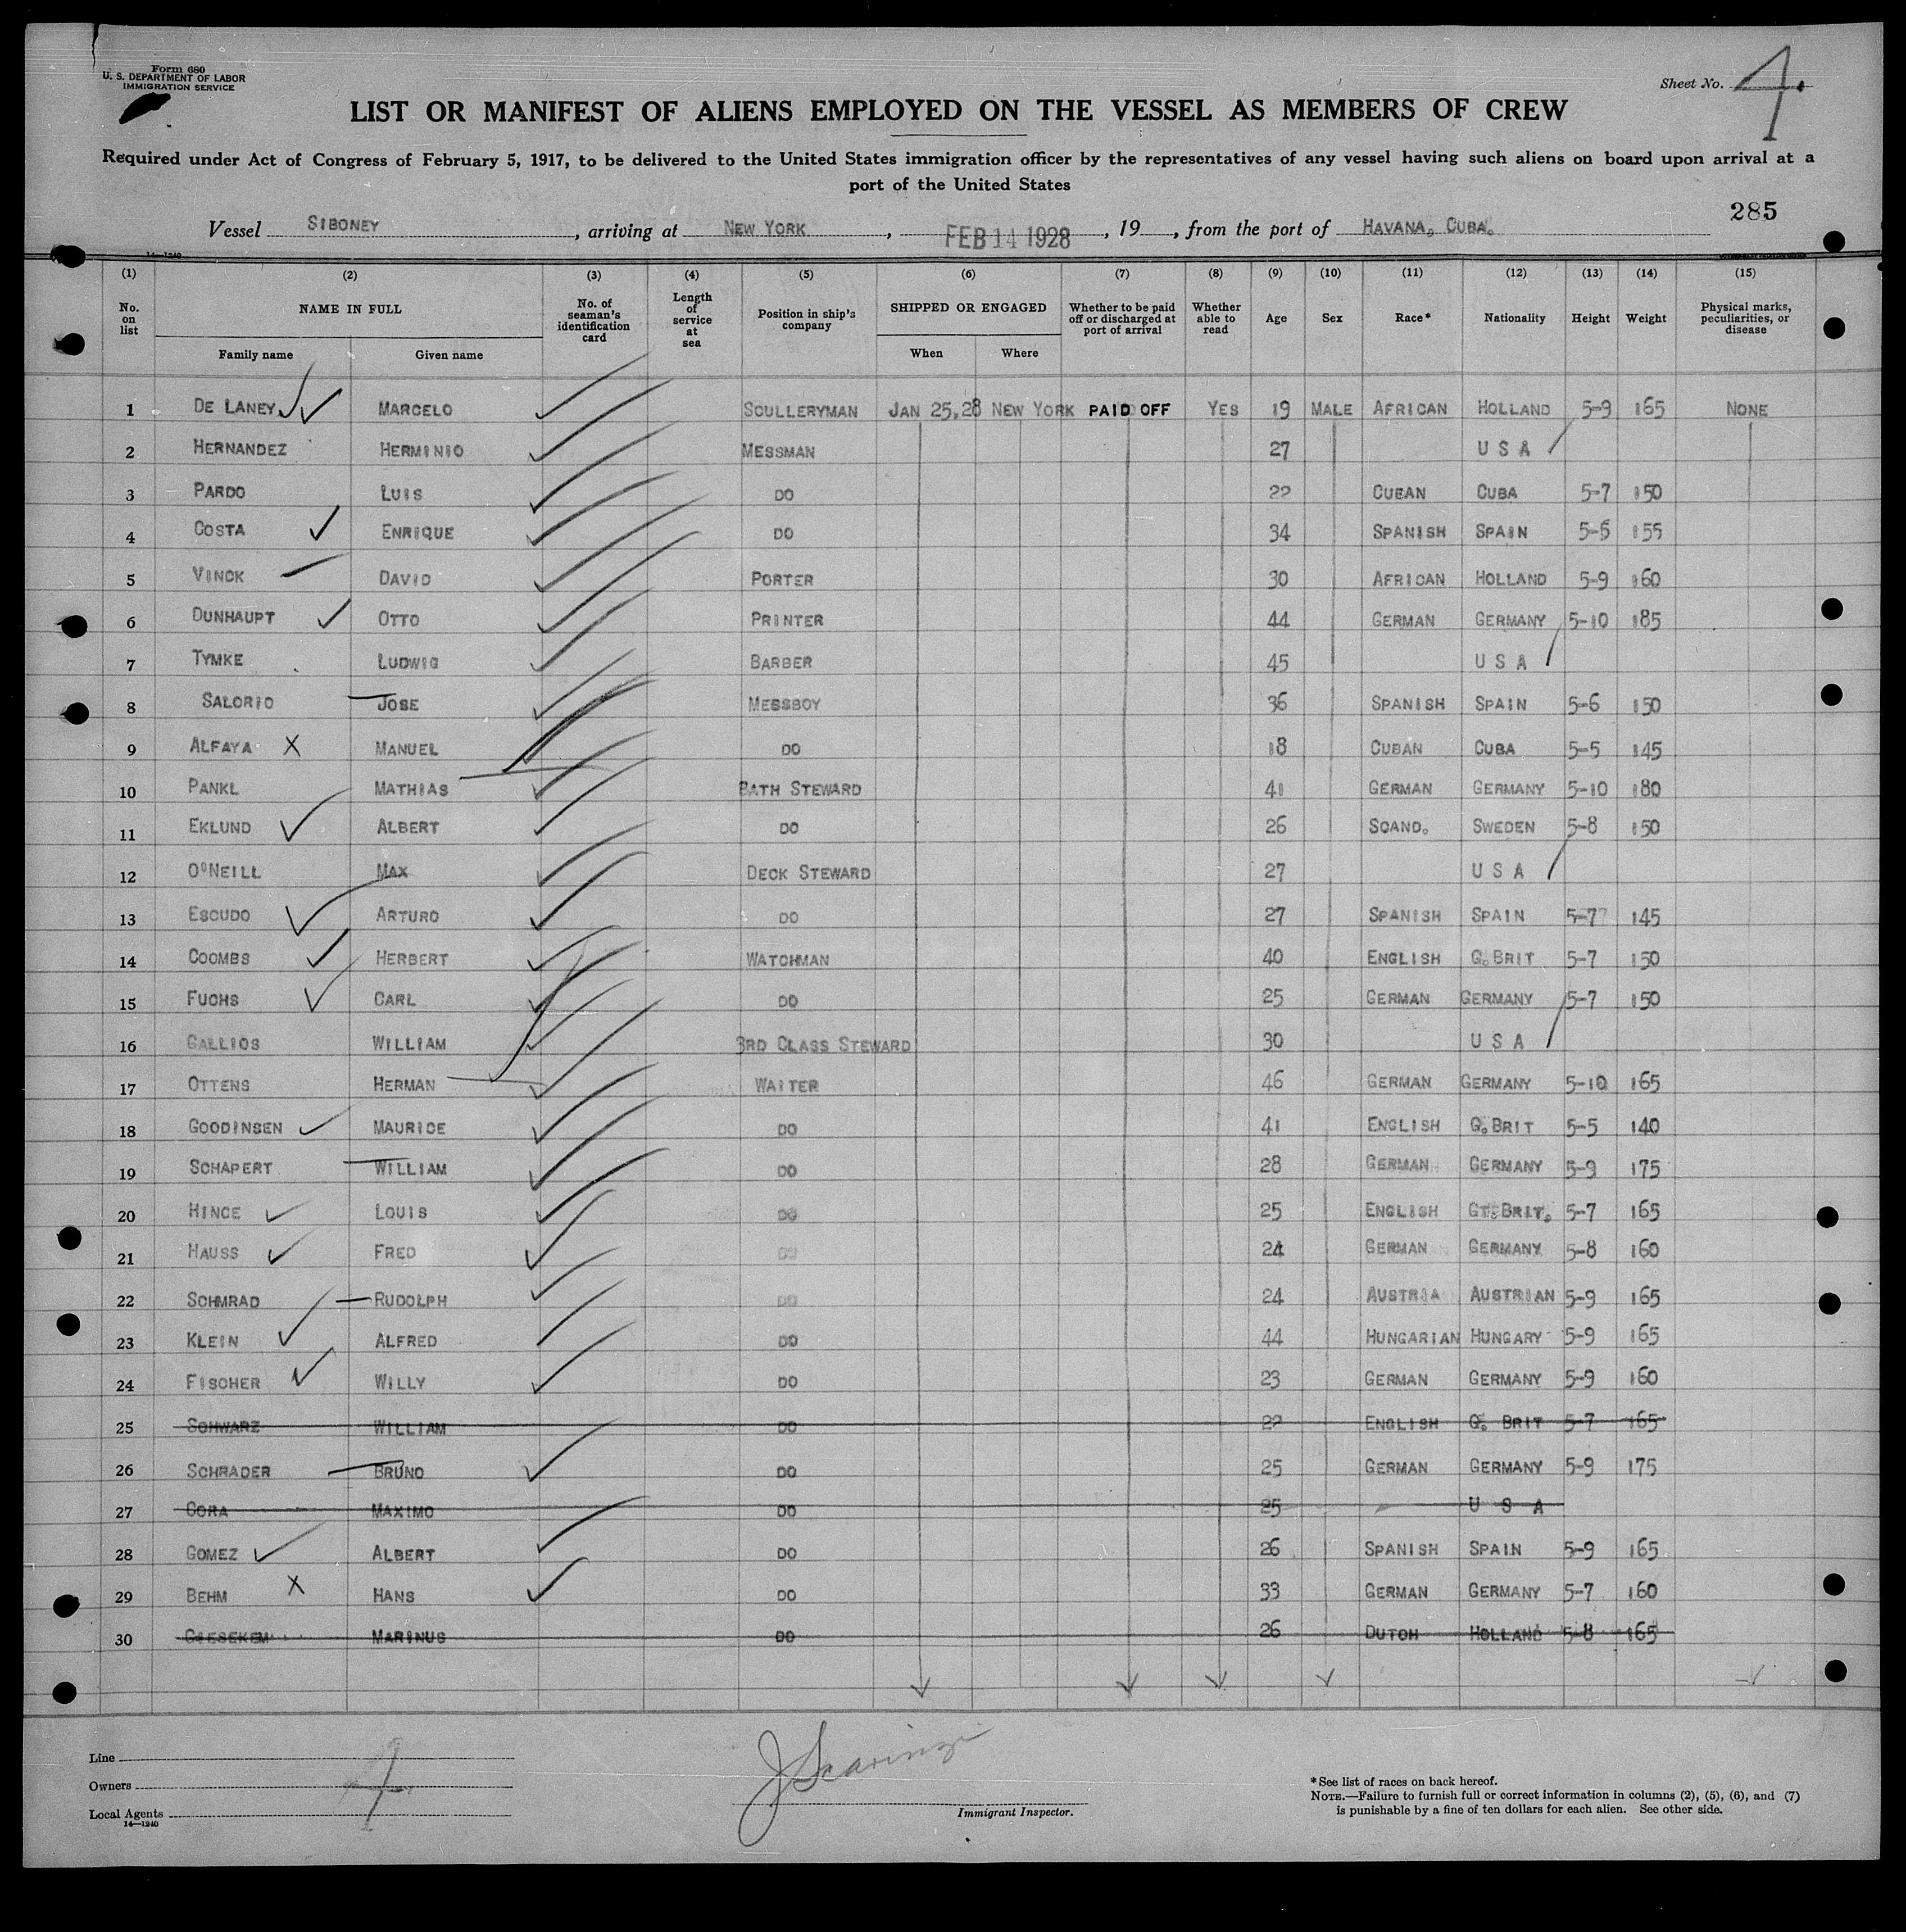 Form 680
U. S. DEPARTMENT OF LABOR
IMMIGRATION SERVICE
Sheet No. 4.
LIST OR MANIFEST OF ALIENS EMPLOYED ON THE VESSEL AS MEMBERS OF CREW
Required under Act of Congress of February 5, 1917, to be delivered to the United States immigration officer by the representatives of any vessel having such aliens on board upon arrival at a
port of the United States
285
Vessel SIBONEY, arriving at NEW YORK, FEB 14 1928, 19, from the port of HAVANA, CUBA.
14—1240
(1) (2) (3) (4) (5) (6) (7) (8) (9) (10) (11) (12) (13) (14) (15)
No. on list NAME IN FULL No. of seaman's identification card Length of service at sea Position in ship's company SHIPPED OR ENGAGED Whether to be paid off or discharged at port of arrival Whether able to read Age Sex Race* Nationality Height Weight Physical marks, peculiarities, or disease
Family name Given name When Where
1 DE LANEY MARCELO SCULLERYMAN JAN 25,28 NEW YORK PAID OFF YES 19 MALE AFRICAN HOLLAND 5-9 165 NONE
2 HERNANDEZ HERMINIO MESSMAN 27 U S A
3 PARDO LUIS DO 22 CUBAN CUBA 5-7 150
4 COSTA ENRIQUE DO 34 SPANISH SPAIN 5-5 155
5 VINCK DAVID PORTER 30 AFRICAN HOLLAND 5-9 160
6 DUNHAUPT OTTO PRINTER 44 GERMAN GERMANY 5-10 185
7 TYMKE LUDWIG BARBER 45 U S A
8 SALORIO JOSE MESSBOY 36 SPANISH SPAIN 5-6 150
9 ALFAYA X MANUEL DO 18 CUBAN CUBA 5-5 145
10 PANKL MATHIAS BATH STEWARD 41 GERMAN GERMANY 5-10 180
11 EKLUND ALBERT DO 26 SCAND. SWEDEN 5-8 150
12 O'NEILL MAX DECK STEWARD 27 U S A
13 ESCUDO ARTURO DO 27 SPANISH SPAIN 5-7 145
14 COOMBS HERBERT WATCHMAN 40 ENGLISH G.BRIT 5-7 150
15 FUCHS CARL DO 25 GERMAN GERMANY 5-7 150
16 GALLIOS WILLIAM 3RD CLASS STEWARD 30 U S A
17 OTTENS HERMAN WAITER 46 GERMAN GERMANY 5-10 165
18 GOODINSEN MAURICE DO 41 ENGLISH G.BRIT 5-5 140
19 SCHAPERT WILLIAM DO 28 GERMAN GERMANY 5-9 175
20 HINCE LOUIS DO 25 ENGLISH GT.BRIT. 5-7 165
21 HAUSS FRED DO 24 GERMAN GERMANY 5-8 160
22 SCHMRAD RUDOLPH DO 24 AUSTRIA AUSTRIAN 5-9 165
23 KLEIN ALFRED DO 44 HUNGARIAN HUNGARY 5-9 165
24 FISCHER WILLY DO 23 GERMAN GERMANY 5-9 160
25 SCHWARZ WILLIAM DO 22 ENGLISH G. BRIT 5-7 165
26 SCHRADER BRUNO DO 25 GERMAN GERMANY 5-9 175
27 CORA MAXIMO DO 25 U S A
28 GOMEZ ALBERT DO 26 SPANISH SPAIN 5-9 165
29 BEHM X HANS DO 33 GERMAN GERMANY 5-7 160
30 GIESEKEM MARINUS DO 26 DUTCH HOLLAND 5-8 165
Line
Owners
Local Agents
14—1240
4
J Scarinzi
Immigrant Inspector.
*See list of races on back hereof.
NOTE.—Failure to furnish full or correct information in columns (2), (5), (6), and (7)
is punishable by a fine of ten dollars for each alien. See other side.